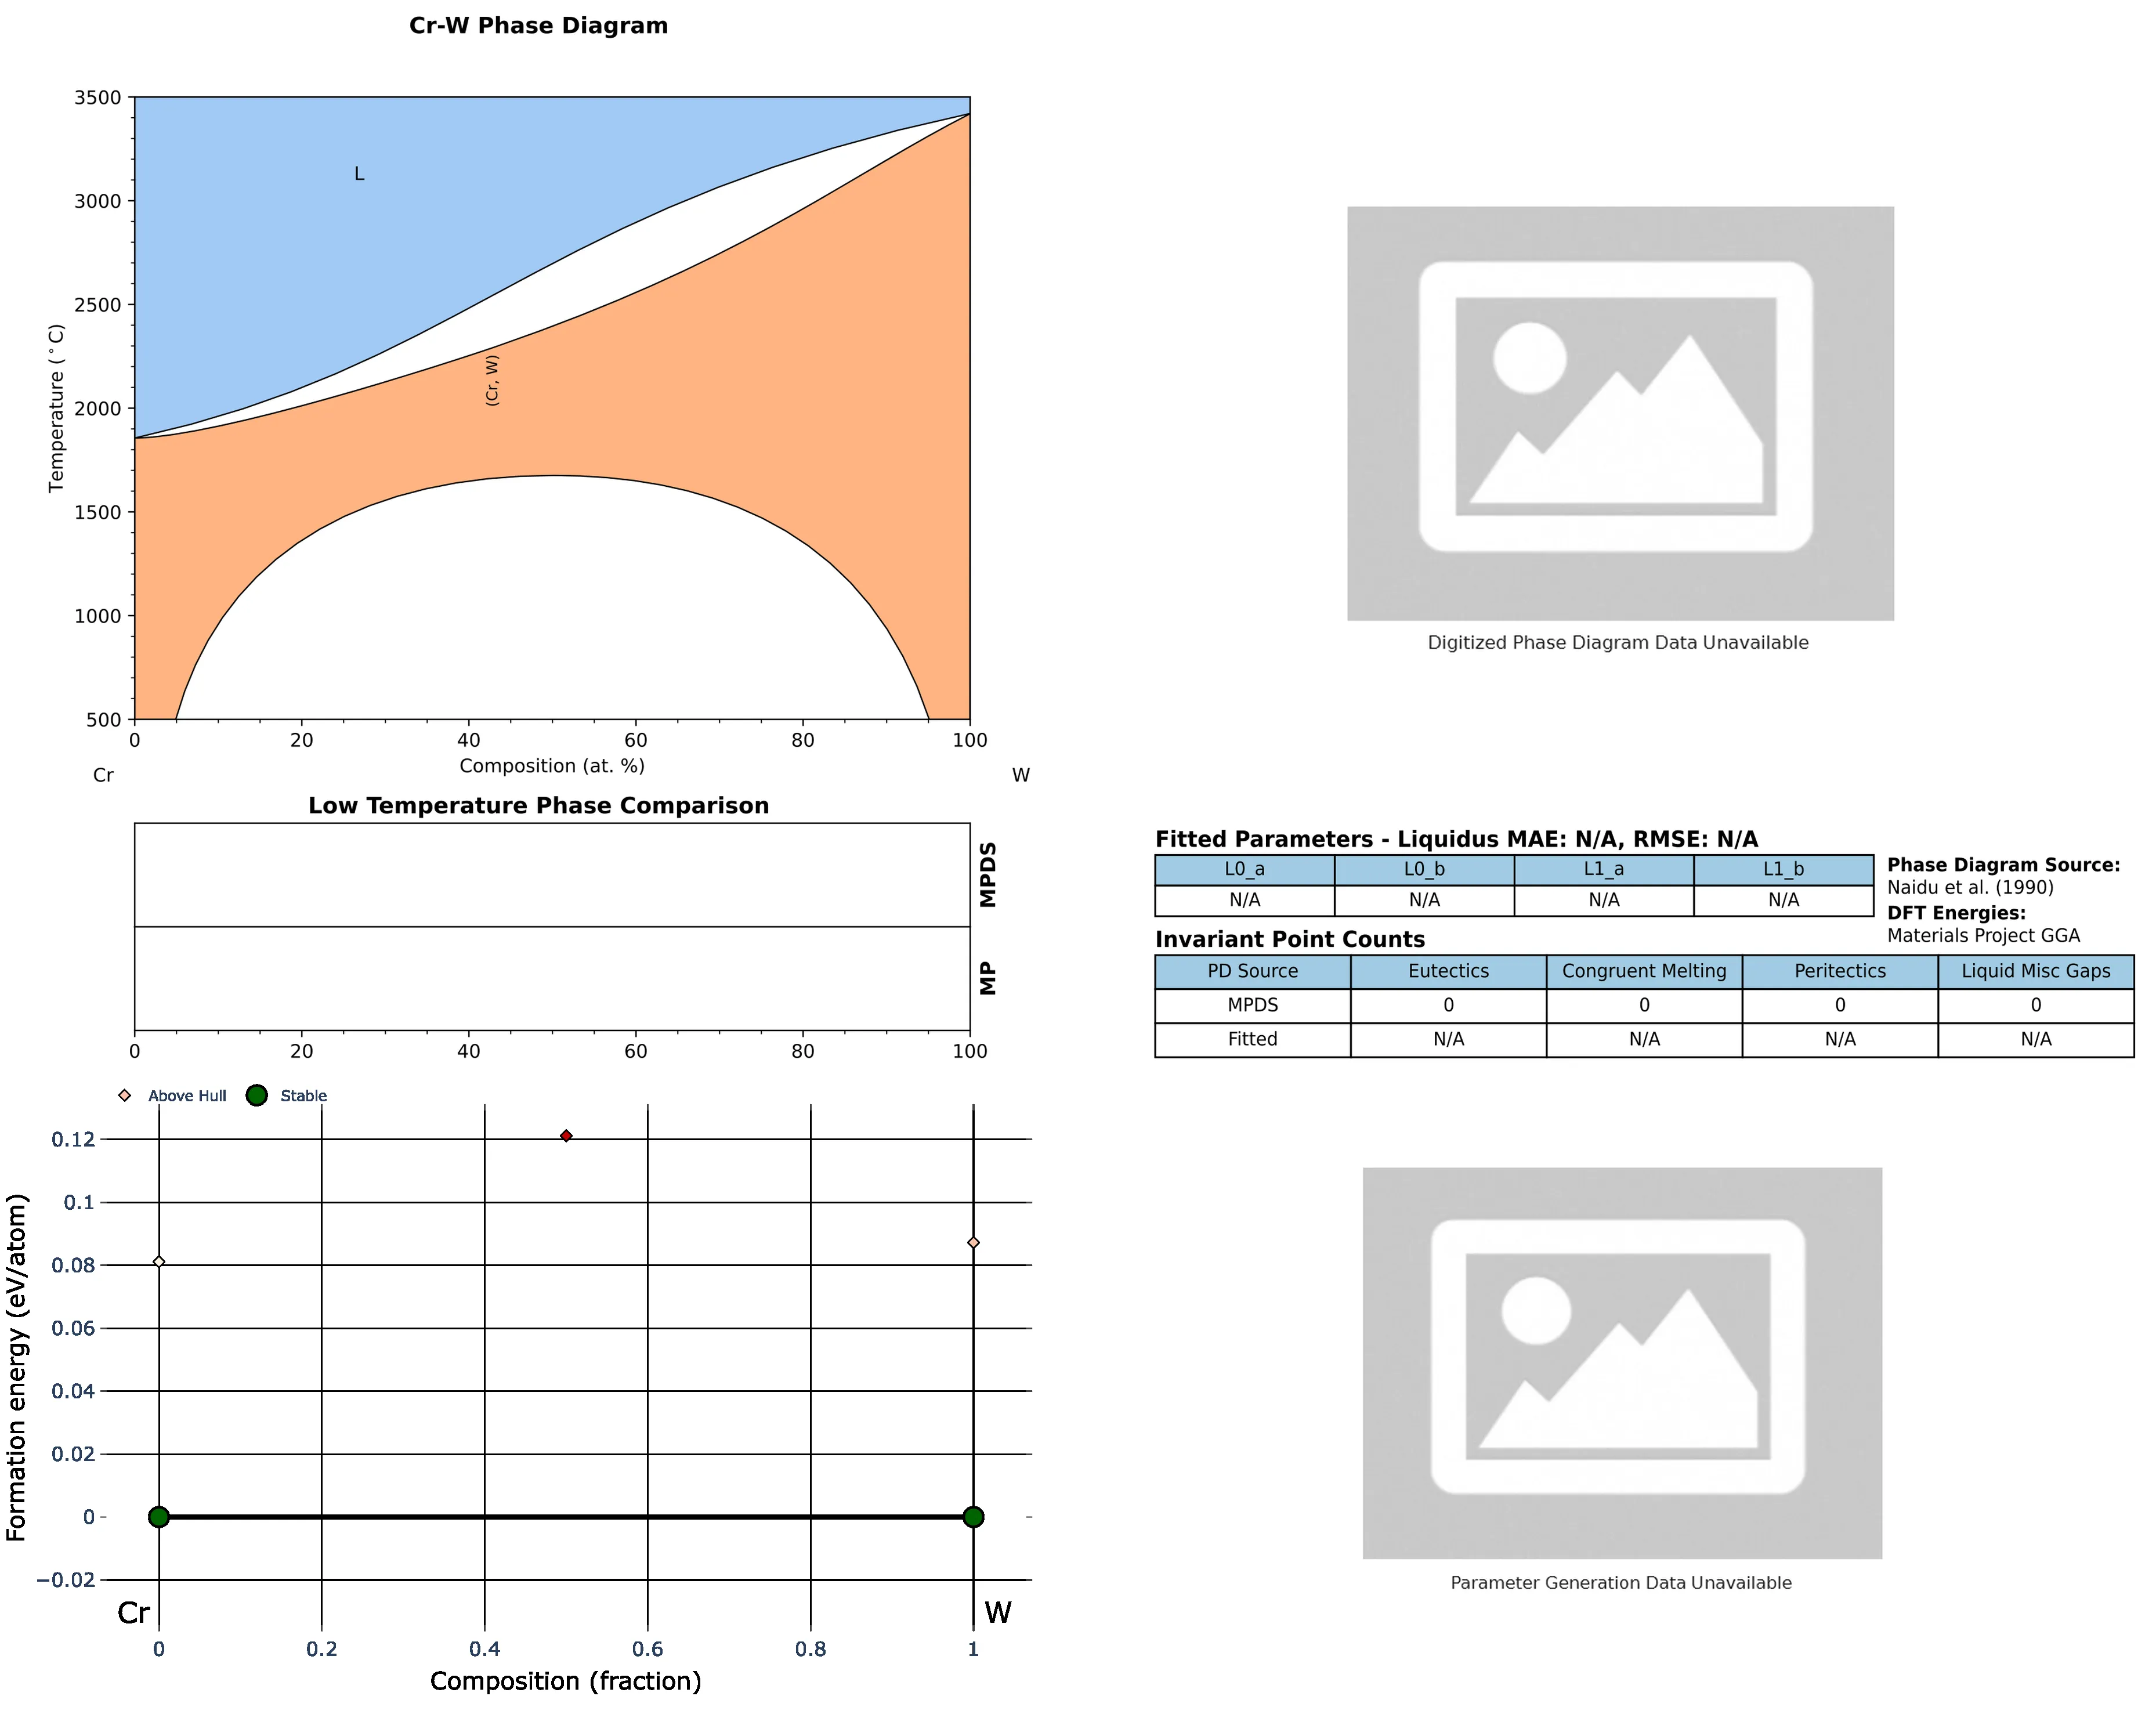 Cr-W Phase Diagram
3500
3000
2500
2000
1500
1000
500
Temperature (°C)
L
(Cr, W)
0 20 40 60 80 100
Composition (at. %)
Cr W
Digitized Phase Diagram Data Unavailable
Low Temperature Phase Comparison
MPDS
MP
0 20 40 60 80 100
Fitted Parameters - Liquidus MAE: N/A, RMSE: N/A
L0_a L0_b L1_a L1_b
N/A N/A N/A N/A
Phase Diagram Source:
Naidu et al. (1990)
DFT Energies:
Materials Project GGA
Invariant Point Counts
PD Source Eutectics Congruent Melting Peritectics Liquid Misc Gaps
MPDS 0 0 0 0
Fitted N/A N/A N/A N/A
Above Hull Stable
0.12
0.1
0.08
0.06
0.04
0.02
0
−0.02
Formation energy (eV/atom)
Cr W
0 0.2 0.4 0.6 0.8 1
Composition (fraction)
Parameter Generation Data Unavailable